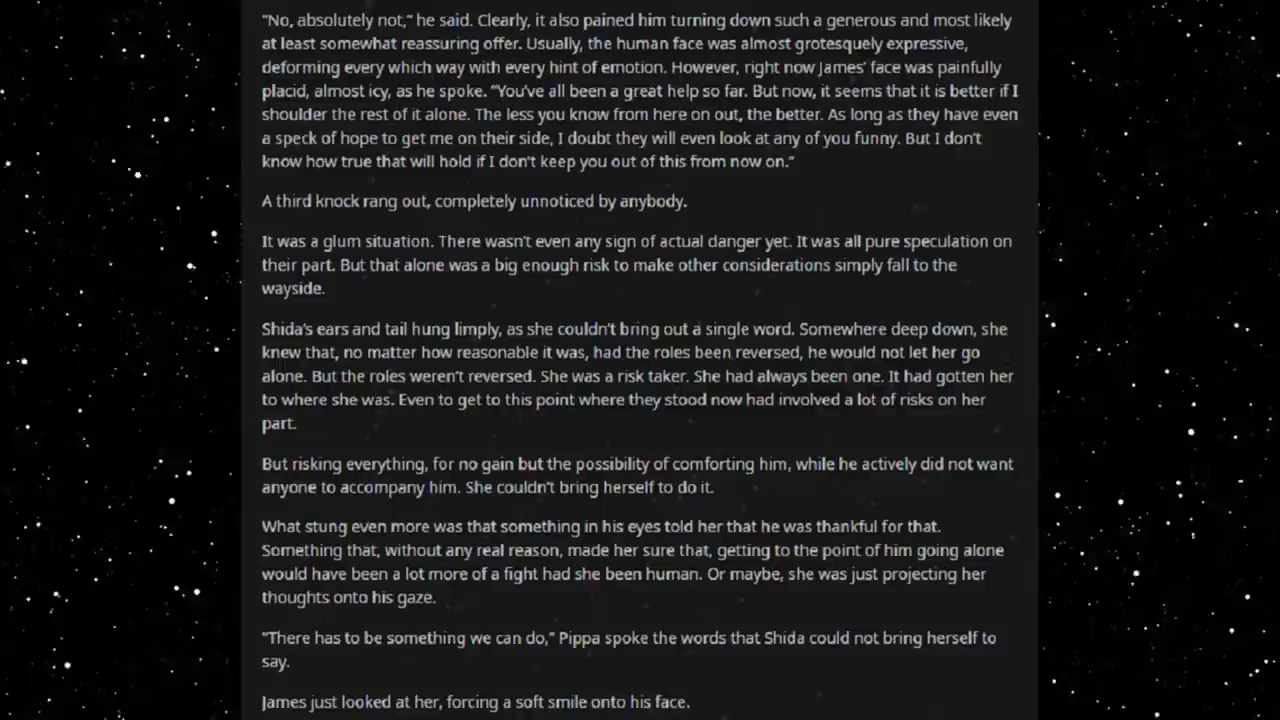 “No, absolutely not,” he said. Clearly, it also pained him turning down such a generous and most likely
at least somewhat reassuring offer. Usually, the human face was almost grotesquely expressive,
deforming every which way with every hint of emotion. However, right now James’ face was painfully
placid, almost icy, as he spoke. “You’ve all been a great help so far. But now, it seems that it is better if I
shoulder the rest of it alone. The less you know from here on out, the better. As long as they have even
a speck of hope to get me on their side, I doubt they will even look at any of you funny. But I don’t
know how true that will hold if I don’t keep you out of this from now on.”
A third knock rang out, completely unnoticed by anybody.
It was a glum situation. There wasn’t even any sign of actual danger yet. It was all pure speculation on
their part. But that alone was a big enough risk to make other considerations simply fall to the
wayside.
Shida’s ears and tail hung limply, as she couldn’t bring out a single word. Somewhere deep down, she
knew that, no matter how reasonable it was, had the roles been reversed, he would not let her go
alone. But the roles weren’t reversed. She was a risk taker. She had always been one. It had gotten her
to where she was. Even to get to this point where they stood now had involved a lot of risks on her
part.
But risking everything, for no gain but the possibility of comforting him, while he actively did not want
anyone to accompany him. She couldn’t bring herself to do it.
What stung even more was that something in his eyes told her that he was thankful for that.
Something that, without any real reason, made her sure that, getting to the point of him going alone
would have been a lot more of a fight had she been human. Or maybe, she was just projecting her
thoughts onto his gaze.
“There has to be something we can do,” Pippa spoke the words that Shida could not bring herself to
say.
James just looked at her, forcing a soft smile onto his face.